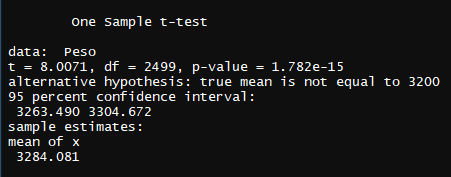 One Sample t-test
data:  Peso
t = 8.0071, df = 2499, p-value = 1.782e-15
alternative hypothesis: true mean is not equal to 3200
95 percent confidence interval:
 3263.490 3304.672
sample estimates:
mean of x
 3284.081